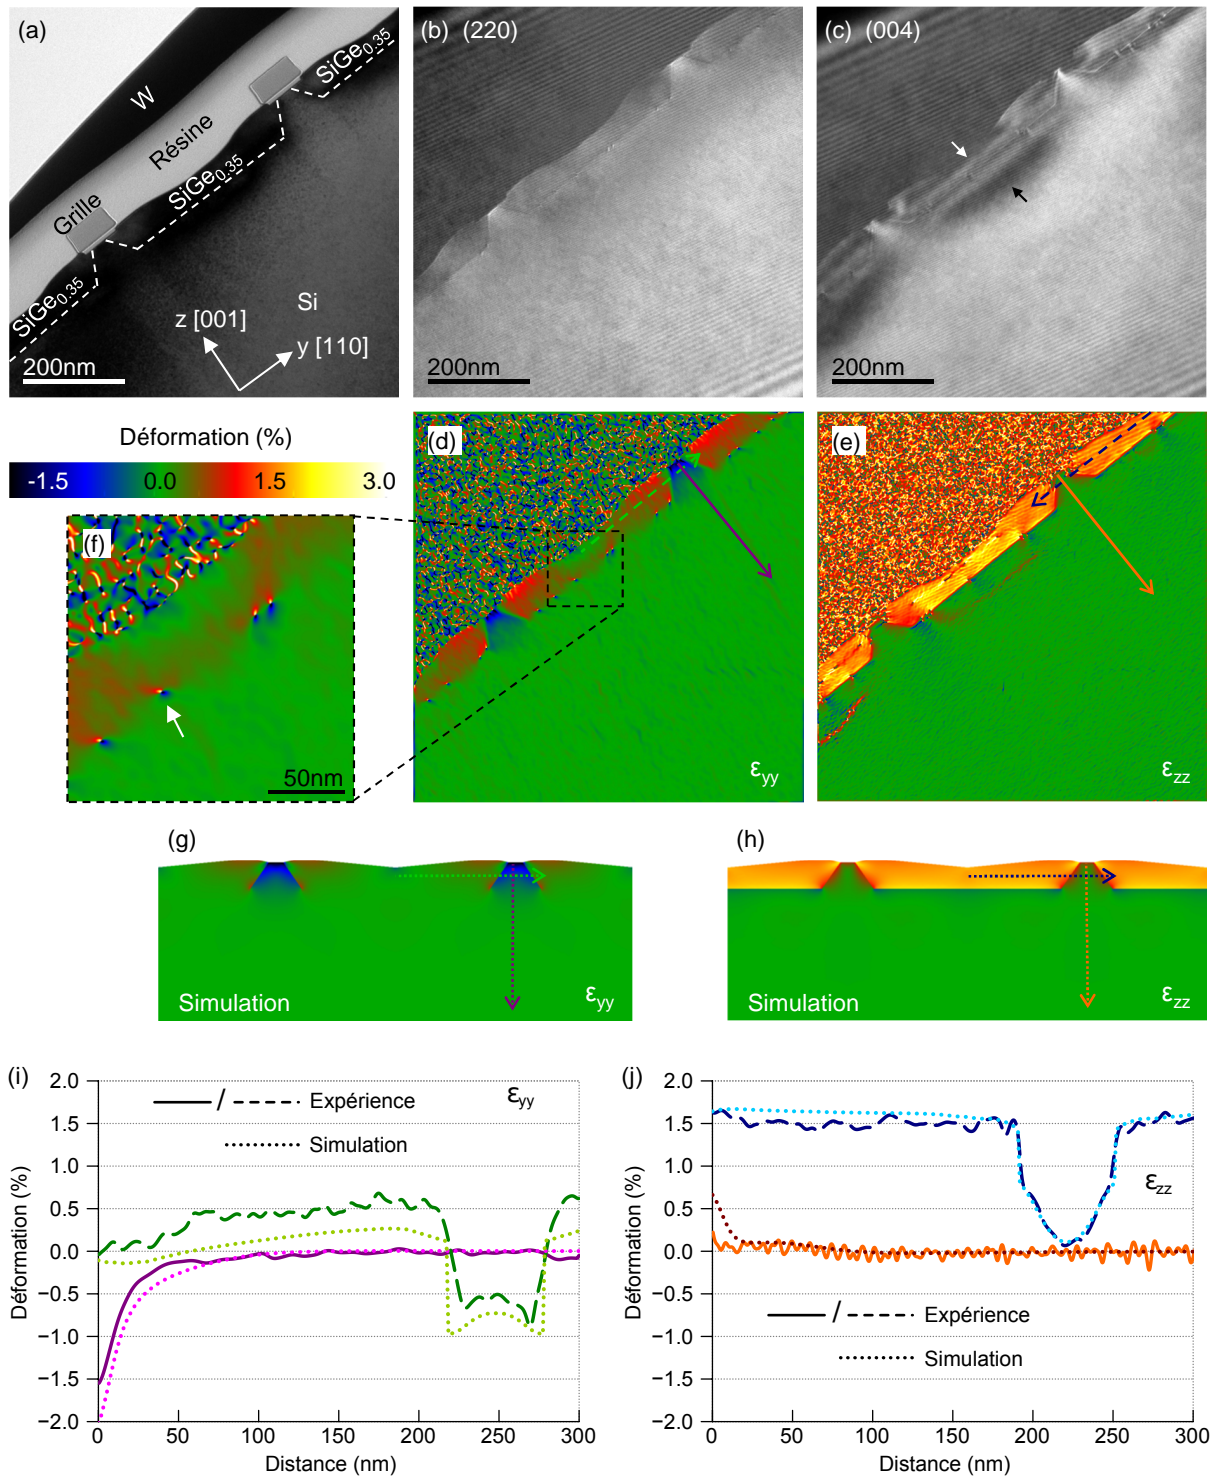 (a)
SiGe0.35
W
Résine
SiGe0.35
Grille
SiGe0.35
Si
z [001]
y [110]
200nm
(b) (220)
200nm
(c) (004)
200nm
Déformation (%)
-1.5 0.0 1.5 3.0
(d)
εyy
(e)
εzz
(f)
50nm
(g)
Simulation
εyy
(h)
Simulation
εzz
(i)
2.0
1.5
1.0
0.5
0.0
−0.5
−1.0
−1.5
−2.0
Déformation (%)
/ Expérience
Simulation
εyy
0 50 100 150 200 250 300
Distance (nm)
(j)
2.0
1.5
1.0
0.5
0.0
−0.5
−1.0
−1.5
−2.0
Déformation (%)
εzz
/ Expérience
Simulation
0 50 100 150 200 250 300
Distance (nm)